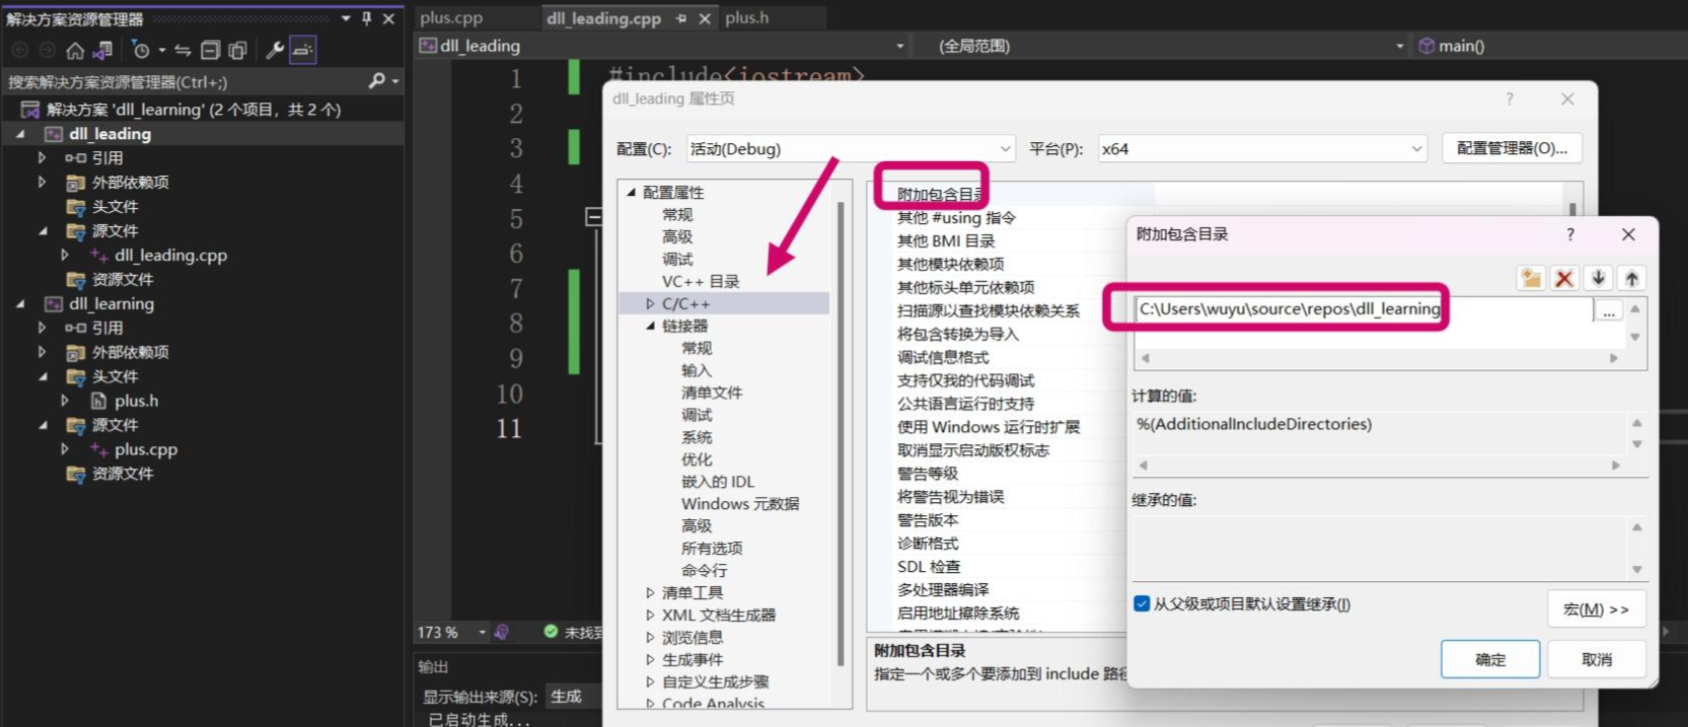 解决方案资源管理器
搜索解决方案资源管理器(Ctrl+;)
解决方案 'dll_learning' (2 个项目，共 2 个)
dll_leading
引用
外部依赖项
头文件
源文件
dll_leading.cpp
资源文件
dll_learning
引用
外部依赖项
头文件
plus.h
源文件
plus.cpp
资源文件
plus.cpp
dll_leading.cpp
plus.h
dll_leading
(全局范围)
main()
1
2
3
4
5
6
7
8
9
10
11
#include<iostream>
173 %
未找到
输出
显示输出来源(S):
生成
已启动生成...
dll_leading 属性页
配置(C):
活动(Debug)
平台(P):
x64
配置管理器(O)...
配置属性
常规
高级
调试
VC++ 目录
C/C++
链接器
常规
输入
清单文件
调试
系统
优化
嵌入的 IDL
Windows 元数据
高级
所有选项
命令行
清单工具
XML 文档生成器
浏览信息
生成事件
自定义生成步骤
Code Analysis
附加包含目录
其他 #using 指令
其他 BMI 目录
其他模块依赖项
其他标头单元依赖项
扫描源以查找模块依赖关系
将包含转换为导入
调试信息格式
支持仅我的代码调试
公共语言运行时支持
使用 Windows 运行时扩展
取消显示启动版权标志
警告等级
将警告视为错误
警告版本
诊断格式
SDL 检查
多处理器编译
启用地址擦除系统
附加包含目录
指定一个或多个要添加到 include 路径
附加包含目录
C:\Users\wuyu\source\repos\dll_learning
...
计算的值:
%(AdditionalIncludeDirectories)
继承的值:
从父级或项目默认设置继承(I)
宏(M) >>
确定
取消